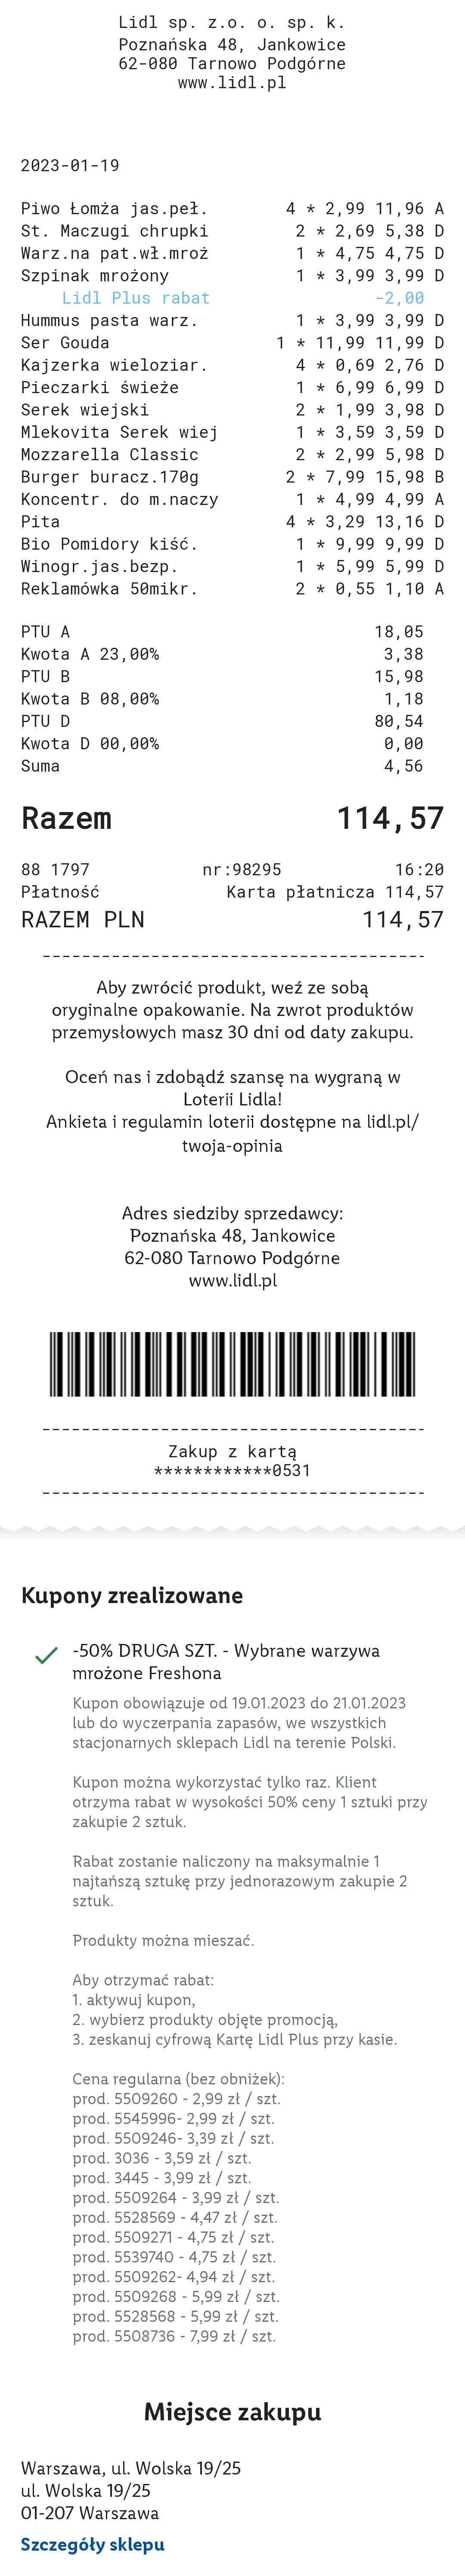 Lidl sp. z.o. o. sp. k.
Poznańska 48, Jankowice
62-080 Tarnowo Podgórne
www.lidl.pl
2023-01-19
Piwo Łomża jas.peł. 4 * 2,99 11,96 A
St. Maczugi chrupki 2 * 2,69 5,38 D
Warz.na pat.wł.mroż 1 * 4,75 4,75 D
Szpinak mrożony 1 * 3,99 3,99 D
Lidl Plus rabat -2,00
Hummus pasta warz. 1 * 3,99 3,99 D
Ser Gouda 1 * 11,99 11,99 D
Kajzerka wieloziar. 4 * 0,69 2,76 D
Pieczarki świeże 1 * 6,99 6,99 D
Serek wiejski 2 * 1,99 3,98 D
Mlekovita Serek wiej 1 * 3,59 3,59 D
Mozzarella Classic 2 * 2,99 5,98 D
Burger buracz.170g 2 * 7,99 15,98 B
Koncentr. do m.naczy 1 * 4,99 4,99 A
Pita 4 * 3,29 13,16 D
Bio Pomidory kiść. 1 * 9,99 9,99 D
Winogr.jas.bezp. 1 * 5,99 5,99 D
Reklamówka 50mikr. 2 * 0,55 1,10 A
PTU A 18,05
Kwota A 23,00% 3,38
PTU B 15,98
Kwota B 08,00% 1,18
PTU D 80,54
Kwota D 00,00% 0,00
Suma 4,56
Razem 114,57
88 1797 nr:98295 16:20
Płatność Karta płatnicza 114,57
RAZEM PLN 114,57
Aby zwrócić produkt, weź ze sobą
oryginalne opakowanie. Na zwrot produktów
przemysłowych masz 30 dni od daty zakupu.
Oceń nas i zdobądź szansę na wygraną w
Loterii Lidla!
Ankieta i regulamin loterii dostępne na lidl.pl/
twoja-opinia
Adres siedziby sprzedawcy:
Poznańska 48, Jankowice
62-080 Tarnowo Podgórne
www.lidl.pl
Zakup z kartą
************0531
Kupony zrealizowane
-50% DRUGA SZT. - Wybrane warzywa
mrożone Freshona
Kupon obowiązuje od 19.01.2023 do 21.01.2023
lub do wyczerpania zapasów, we wszystkich
stacjonarnych sklepach Lidl na terenie Polski.
Kupon można wykorzystać tylko raz. Klient
otrzyma rabat w wysokości 50% ceny 1 sztuki przy
zakupie 2 sztuk.
Rabat zostanie naliczony na maksymalnie 1
najtańszą sztukę przy jednorazowym zakupie 2
sztuk.
Produkty można mieszać.
Aby otrzymać rabat:
1. aktywuj kupon,
2. wybierz produkty objęte promocją,
3. zeskanuj cyfrową Kartę Lidl Plus przy kasie.
Cena regularna (bez obniżek):
prod. 5509260 - 2,99 zł / szt.
prod. 5545996- 2,99 zł / szt.
prod. 5509246- 3,39 zł / szt.
prod. 3036 - 3,59 zł / szt.
prod. 3445 - 3,99 zł / szt.
prod. 5509264 - 3,99 zł / szt.
prod. 5528569 - 4,47 zł / szt.
prod. 5509271 - 4,75 zł / szt.
prod. 5539740 - 4,75 zł / szt.
prod. 5509262- 4,94 zł / szt.
prod. 5509268 - 5,99 zł / szt.
prod. 5528568 - 5,99 zł / szt.
prod. 5508736 - 7,99 zł / szt.
Miejsce zakupu
Warszawa, ul. Wolska 19/25
ul. Wolska 19/25
01-207 Warszawa
Szczegóły sklepu